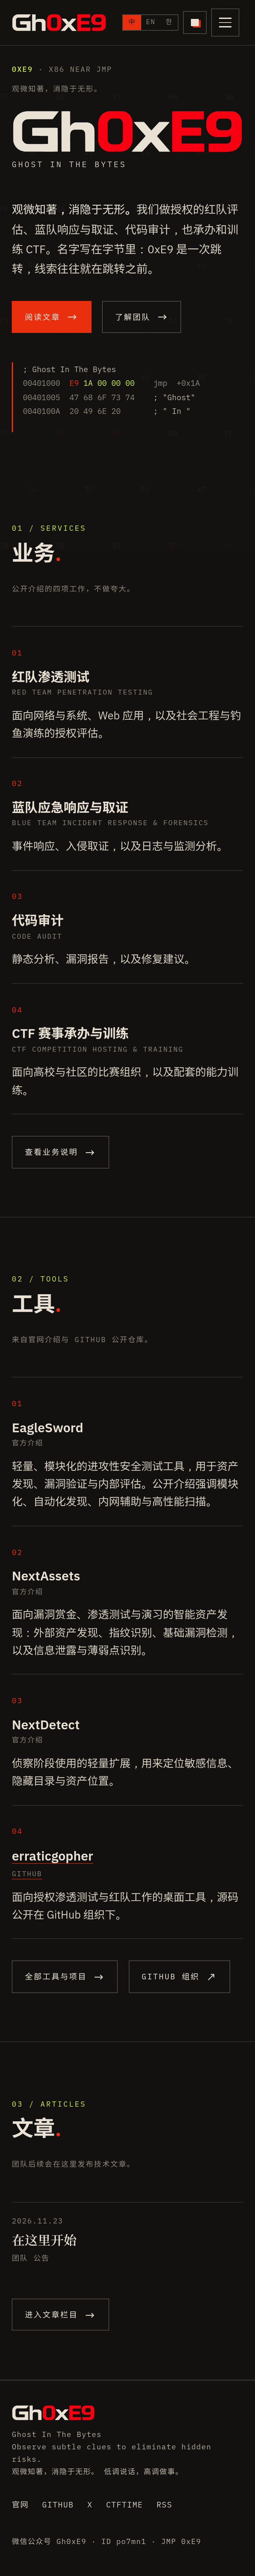 Gh0xE9
中 EN 한
0XE9 · X86 NEAR JMP
观微知著，消隐于无形。
Gh0xE9
GHOST IN THE BYTES
观微知著，消隐于无形。我们做授权的红队评
估、蓝队响应与取证、代码审计，也承办和训
练 CTF。名字写在字节里：0xE9 是一次跳
转，线索往往就在跳转之前。
阅读文章 →
了解团队 →
; Ghost In The Bytes
00401000 E9 1A 00 00 00 jmp +0x1A
00401005 47 68 6F 73 74 ; "Ghost"
0040100A 20 49 6E 20 ; " In "
01 / SERVICES
业务.
公开介绍的四项工作，不做夸大。
01
红队渗透测试
RED TEAM PENETRATION TESTING
面向网络与系统、Web 应用，以及社会工程与钓
鱼演练的授权评估。
02
蓝队应急响应与取证
BLUE TEAM INCIDENT RESPONSE & FORENSICS
事件响应、入侵取证，以及日志与监测分析。
03
代码审计
CODE AUDIT
静态分析、漏洞报告，以及修复建议。
04
CTF 赛事承办与训练
CTF COMPETITION HOSTING & TRAINING
面向高校与社区的比赛组织，以及配套的能力训
练。
查看业务说明 →
02 / TOOLS
工具.
来自官网介绍与 GITHUB 公开仓库。
01
EagleSword
官方介绍
轻量、模块化的进攻性安全测试工具，用于资产
发现、漏洞验证与内部评估。公开介绍强调模块
化、自动化发现、内网辅助与高性能扫描。
02
NextAssets
官方介绍
面向漏洞赏金、渗透测试与演习的智能资产发
现：外部资产发现、指纹识别、基础漏洞检测，
以及信息泄露与薄弱点识别。
03
NextDetect
官方介绍
侦察阶段使用的轻量扩展，用来定位敏感信息、
隐藏目录与资产位置。
04
erraticgopher
GITHUB
面向授权渗透测试与红队工作的桌面工具，源码
公开在 GitHub 组织下。
全部工具与项目 →
GITHUB 组织 ↗
03 / ARTICLES
文章.
团队后续会在这里发布技术文章。
2026.11.23
在这里开始
团队 公告
进入文章栏目 →
Gh0xE9
Ghost In The Bytes
Observe subtle clues to eliminate hidden
risks.
观微知著，消隐于无形。 低调说话，高调做事。
官网 GITHUB X CTFTIME RSS
微信公众号 Gh0xE9 · ID po7mn1 · JMP 0xE9